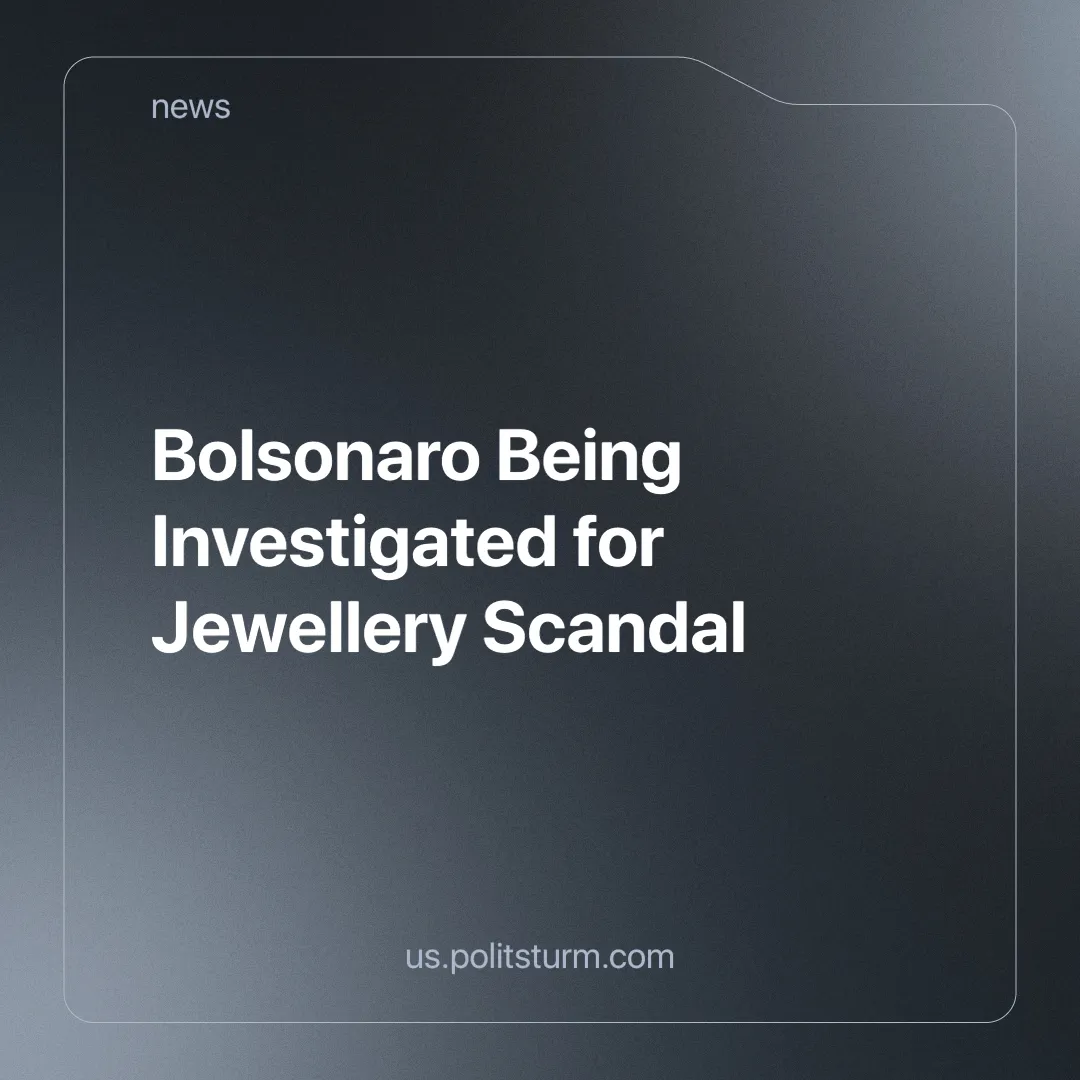 news
Bolsonaro Being
Investigated for
Jewellery Scandal
us.politsturm.com